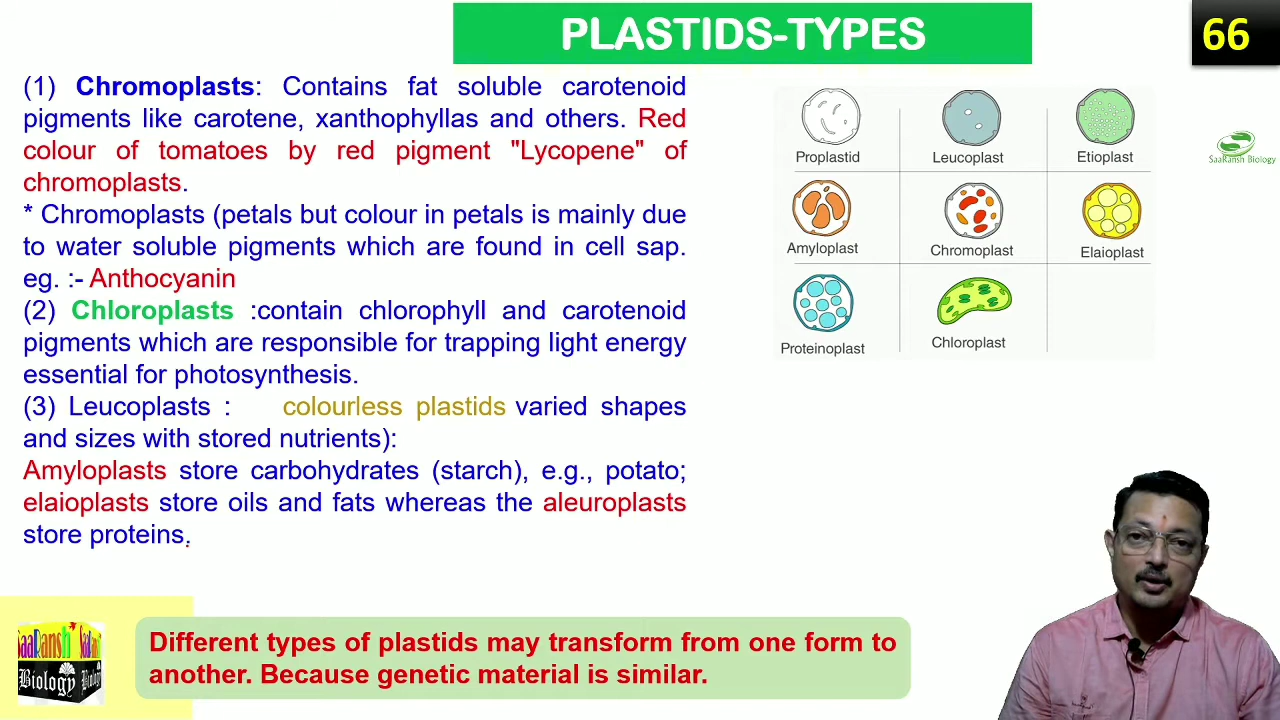 PLASTIDS-TYPES
66
(1) Chromoplasts: Contains fat soluble carotenoid
pigments like carotene, xanthophyllas and others. Red
colour of tomatoes by red pigment "Lycopene" of
chromoplasts.
* Chromoplasts (petals but colour in petals is mainly due
to water soluble pigments which are found in cell sap.
eg. :- Anthocyanin
(2) Chloroplasts :contain chlorophyll and carotenoid
pigments which are responsible for trapping light energy
essential for photosynthesis.
(3) Leucoplasts : colourless plastids varied shapes
and sizes with stored nutrients):
Amyloplasts store carbohydrates (starch), e.g., potato;
elaioplasts store oils and fats whereas the aleuroplasts
store proteins.
Proplastid
Leucoplast
Etioplast
Amyloplast
Chromoplast
Elaioplast
Proteinoplast
Chloroplast
SaaRansh Biology
SaaRansh
Biology
Different types of plastids may transform from one form to
another. Because genetic material is similar.